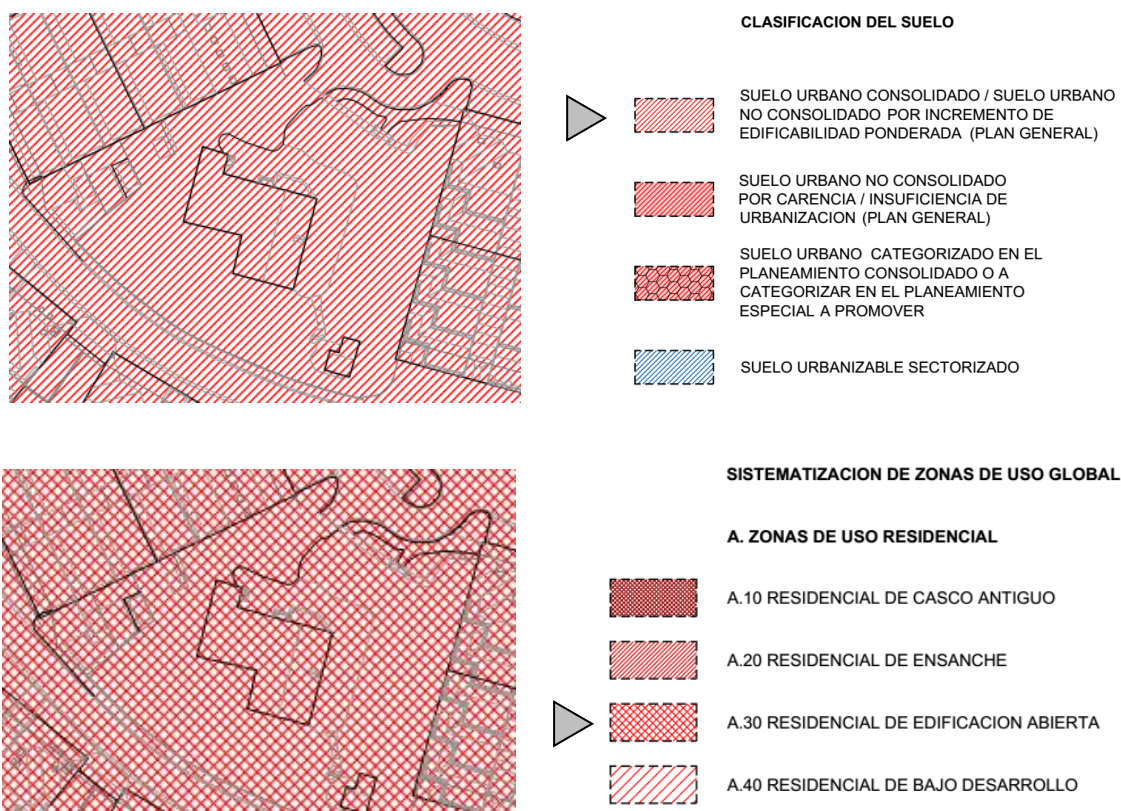 CLASIFICACION DEL SUELO
SUELO URBANO CONSOLIDADO / SUELO URBANO
NO CONSOLIDADO POR INCREMENTO DE
EDIFICABILIDAD PONDERADA (PLAN GENERAL)
SUELO URBANO NO CONSOLIDADO
POR CARENCIA / INSUFICIENCIA DE
URBANIZACION (PLAN GENERAL)
SUELO URBANO CATEGORIZADO EN EL
PLANEAMIENTO CONSOLIDADO O A
CATEGORIZAR EN EL PLANEAMIENTO
ESPECIAL A PROMOVER
SUELO URBANIZABLE SECTORIZADO
SISTEMATIZACION DE ZONAS DE USO GLOBAL
A. ZONAS DE USO RESIDENCIAL
A.10 RESIDENCIAL DE CASCO ANTIGUO
A.20 RESIDENCIAL DE ENSANCHE
A.30 RESIDENCIAL DE EDIFICACION ABIERTA
A.40 RESIDENCIAL DE BAJO DESARROLLO